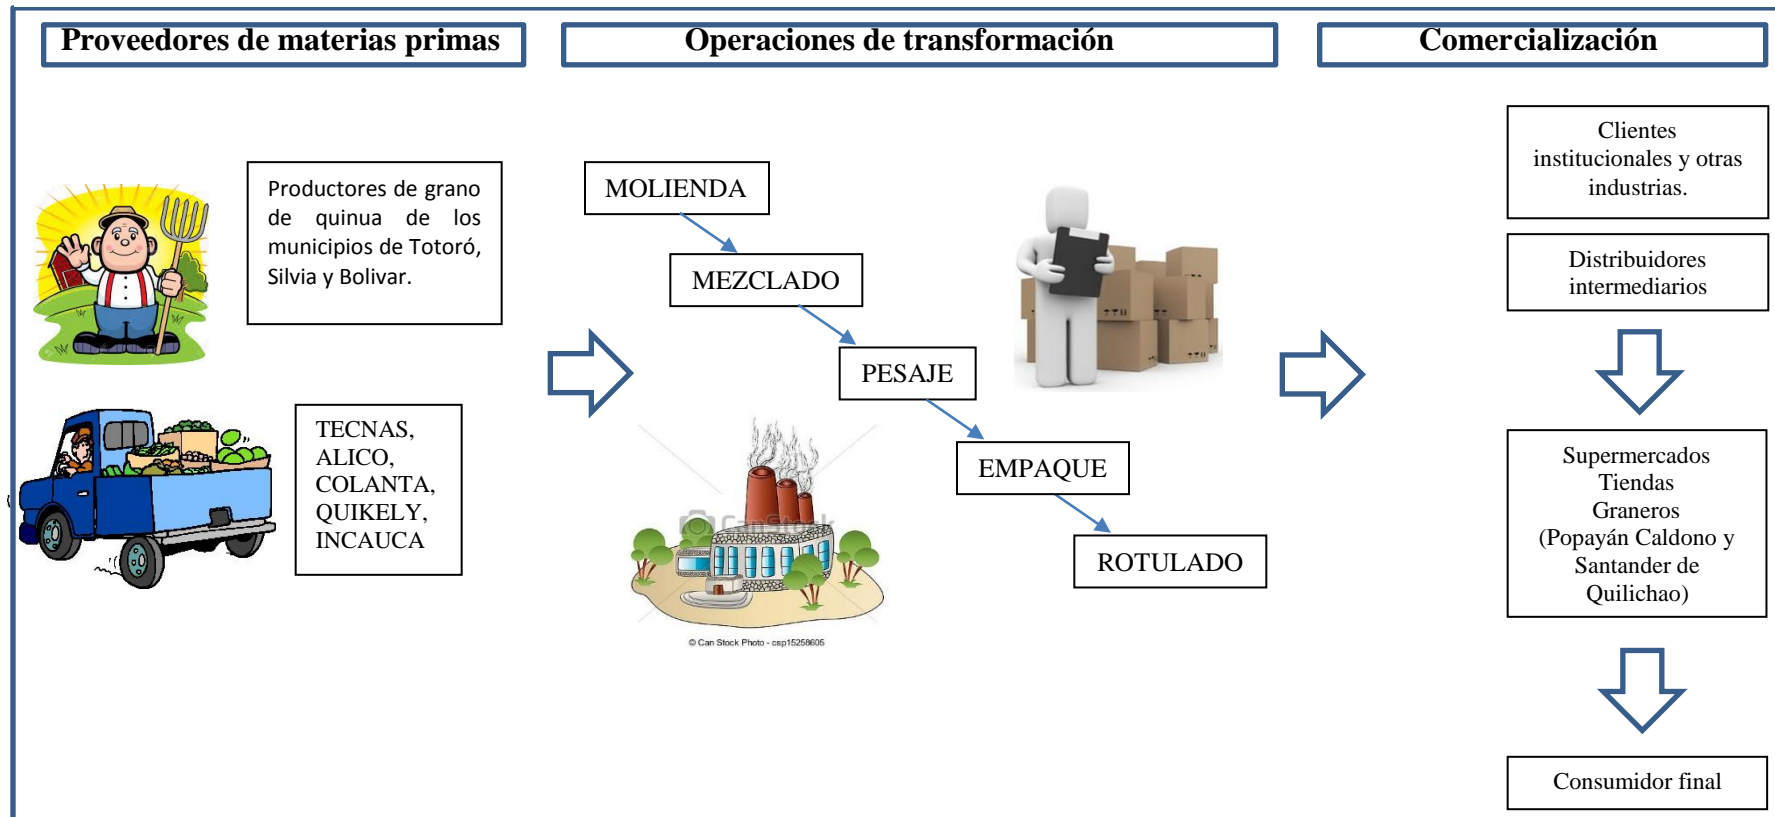 Proveedores de materias primas
Operaciones de transformación
Comercialización
Productores de grano
de quinua de los
municipios de Totoró,
Silvia y Bolivar.
TECNAS,
ALICO,
COLANTA,
QUIKELY,
INCAUCA
MOLIENDA
MEZCLADO
PESAJE
EMPAQUE
ROTULADO
CanStock
© Can Stock Photo - csp15258605
Clientes
institucionales y otras
industrias.
Distribuidores
intermediarios
Supermercados
Tiendas
Graneros
(Popayán Caldono y
Santander de
Quilichao)
Consumidor final